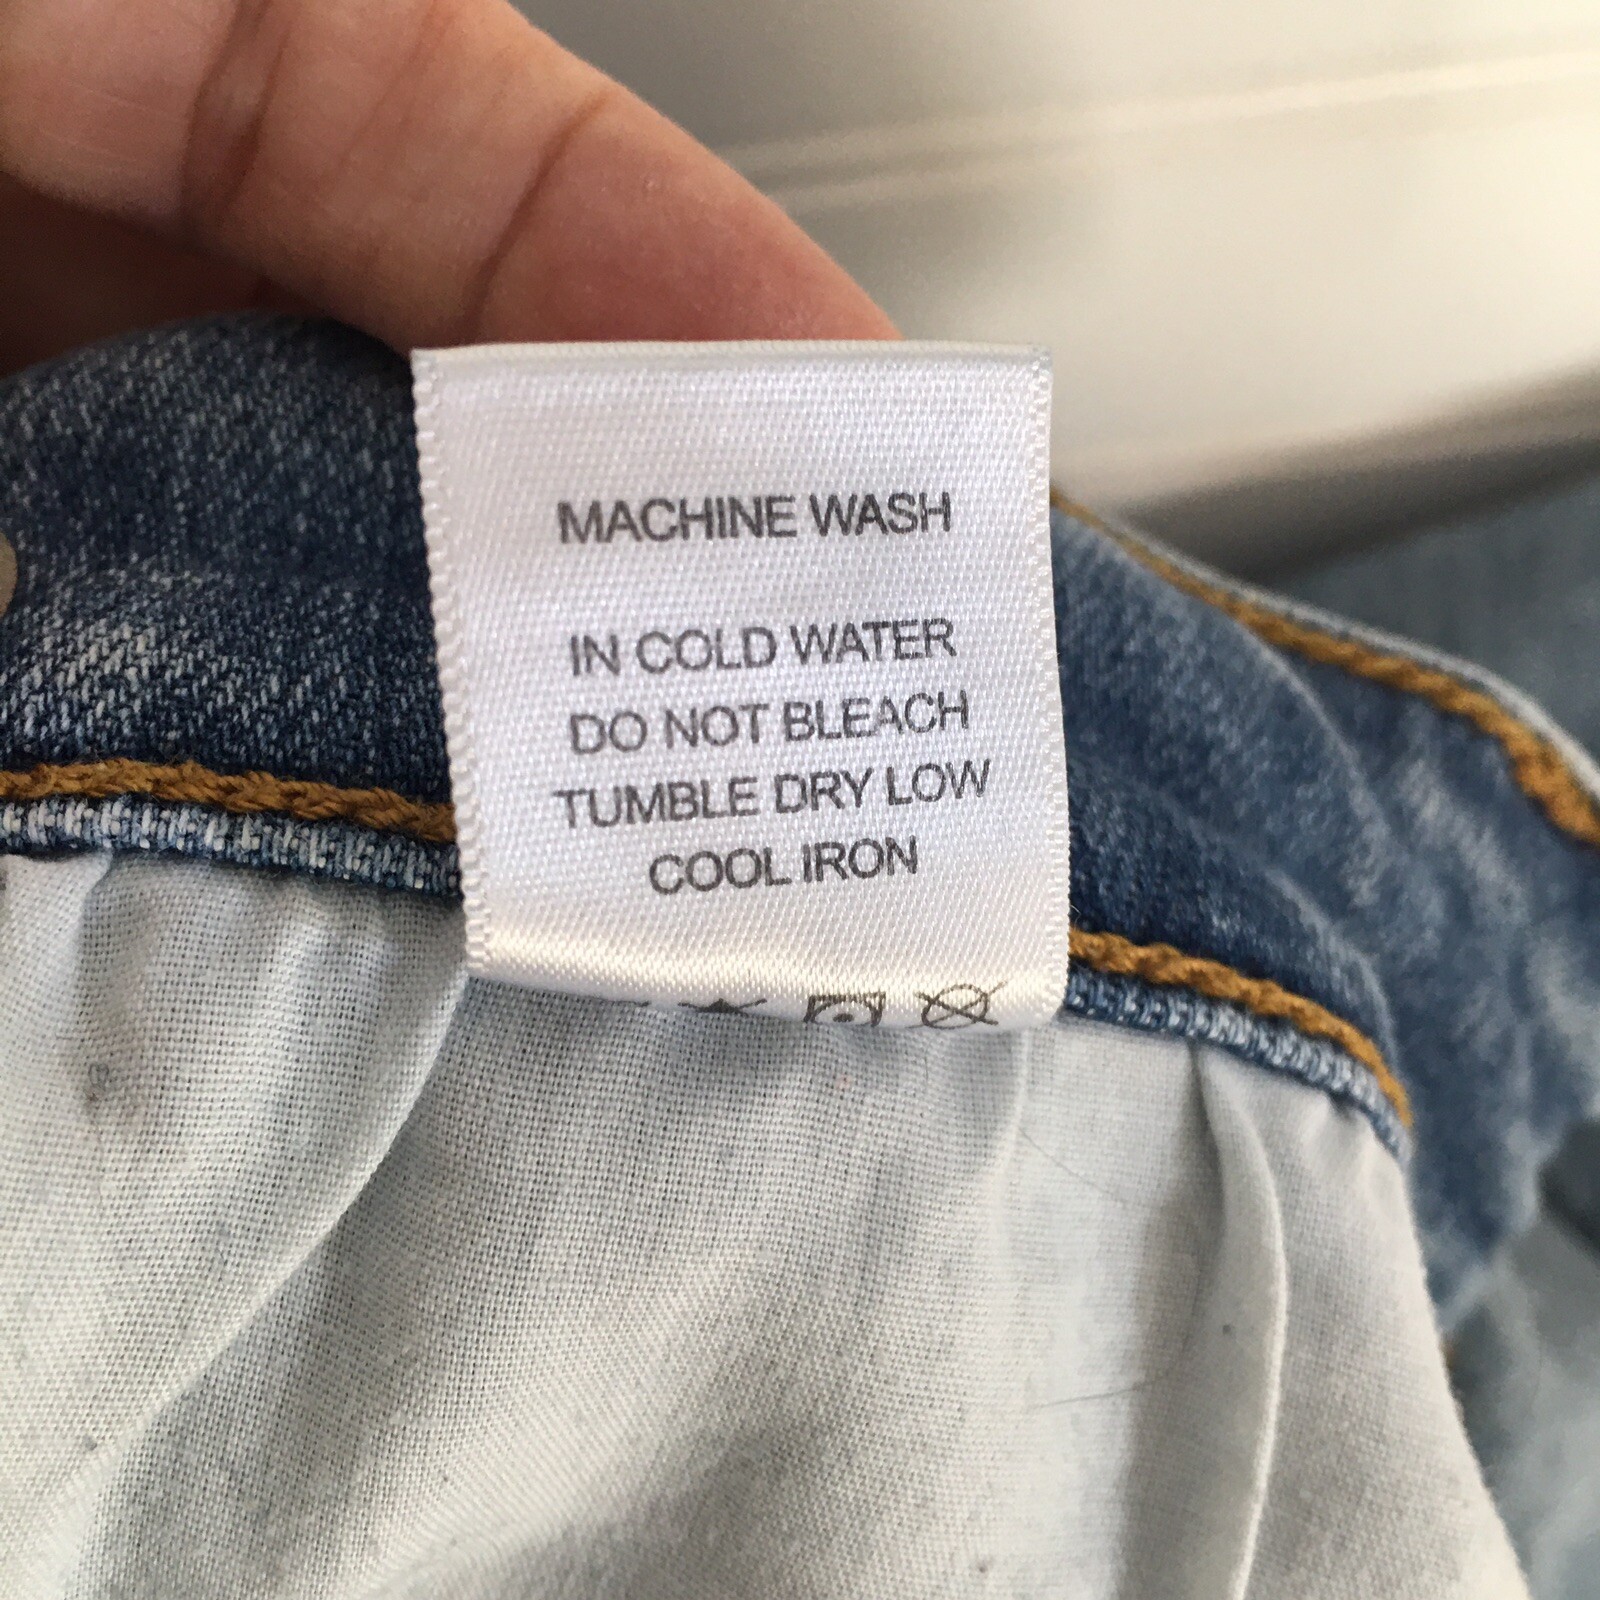 MACHINE WASH
IN COLD WATER
DO NOT BLEACH
TUMBLE DRY LOW
COOL IRON